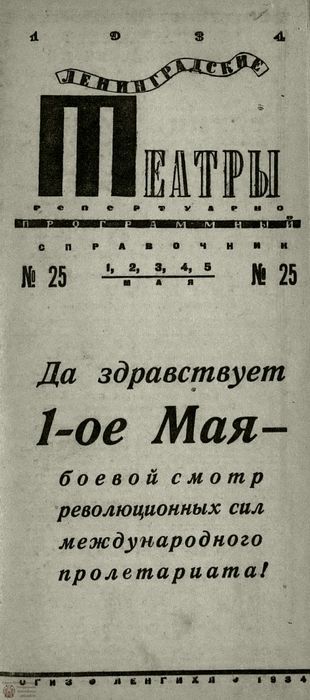 1934
ЛЕНИНГРАДСКИЕ
ТЕАТРЫ
РЕПЕРТУАРНО
ПРОГРАММНЫЙ
СПРАВОЧНИК
№ 25 1, 2, 3, 4, 5 № 25
МАЯ
Да здравствует
1-ое Мая–
боевой смотр
революционных сил
международного
пролетариата!
ОГИЗ • ЛЕНГИХЛ • 1934